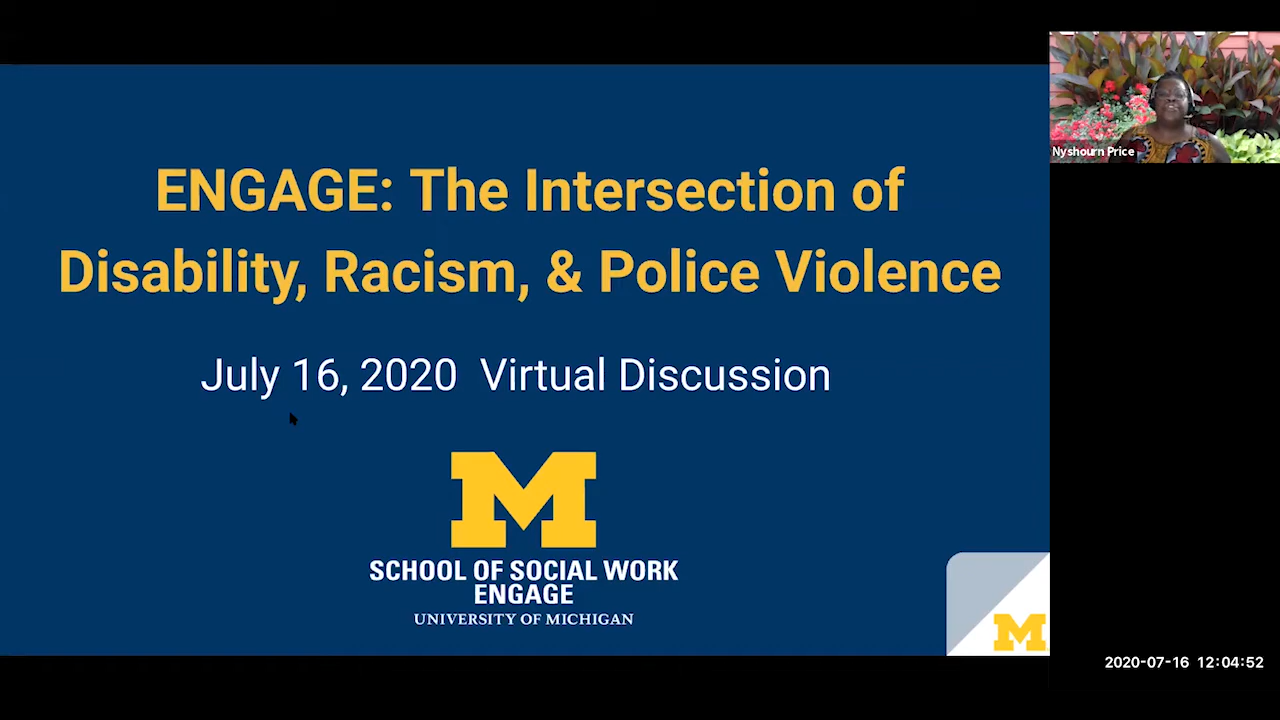 ENGAGE: The Intersection of
Disability, Racism, & Police Violence
July 16, 2020 Virtual Discussion
M
SCHOOL OF SOCIAL WORK
ENGAGE
UNIVERSITY OF MICHIGAN
M
Nyshourn Price
2020-07-16 12:04:52